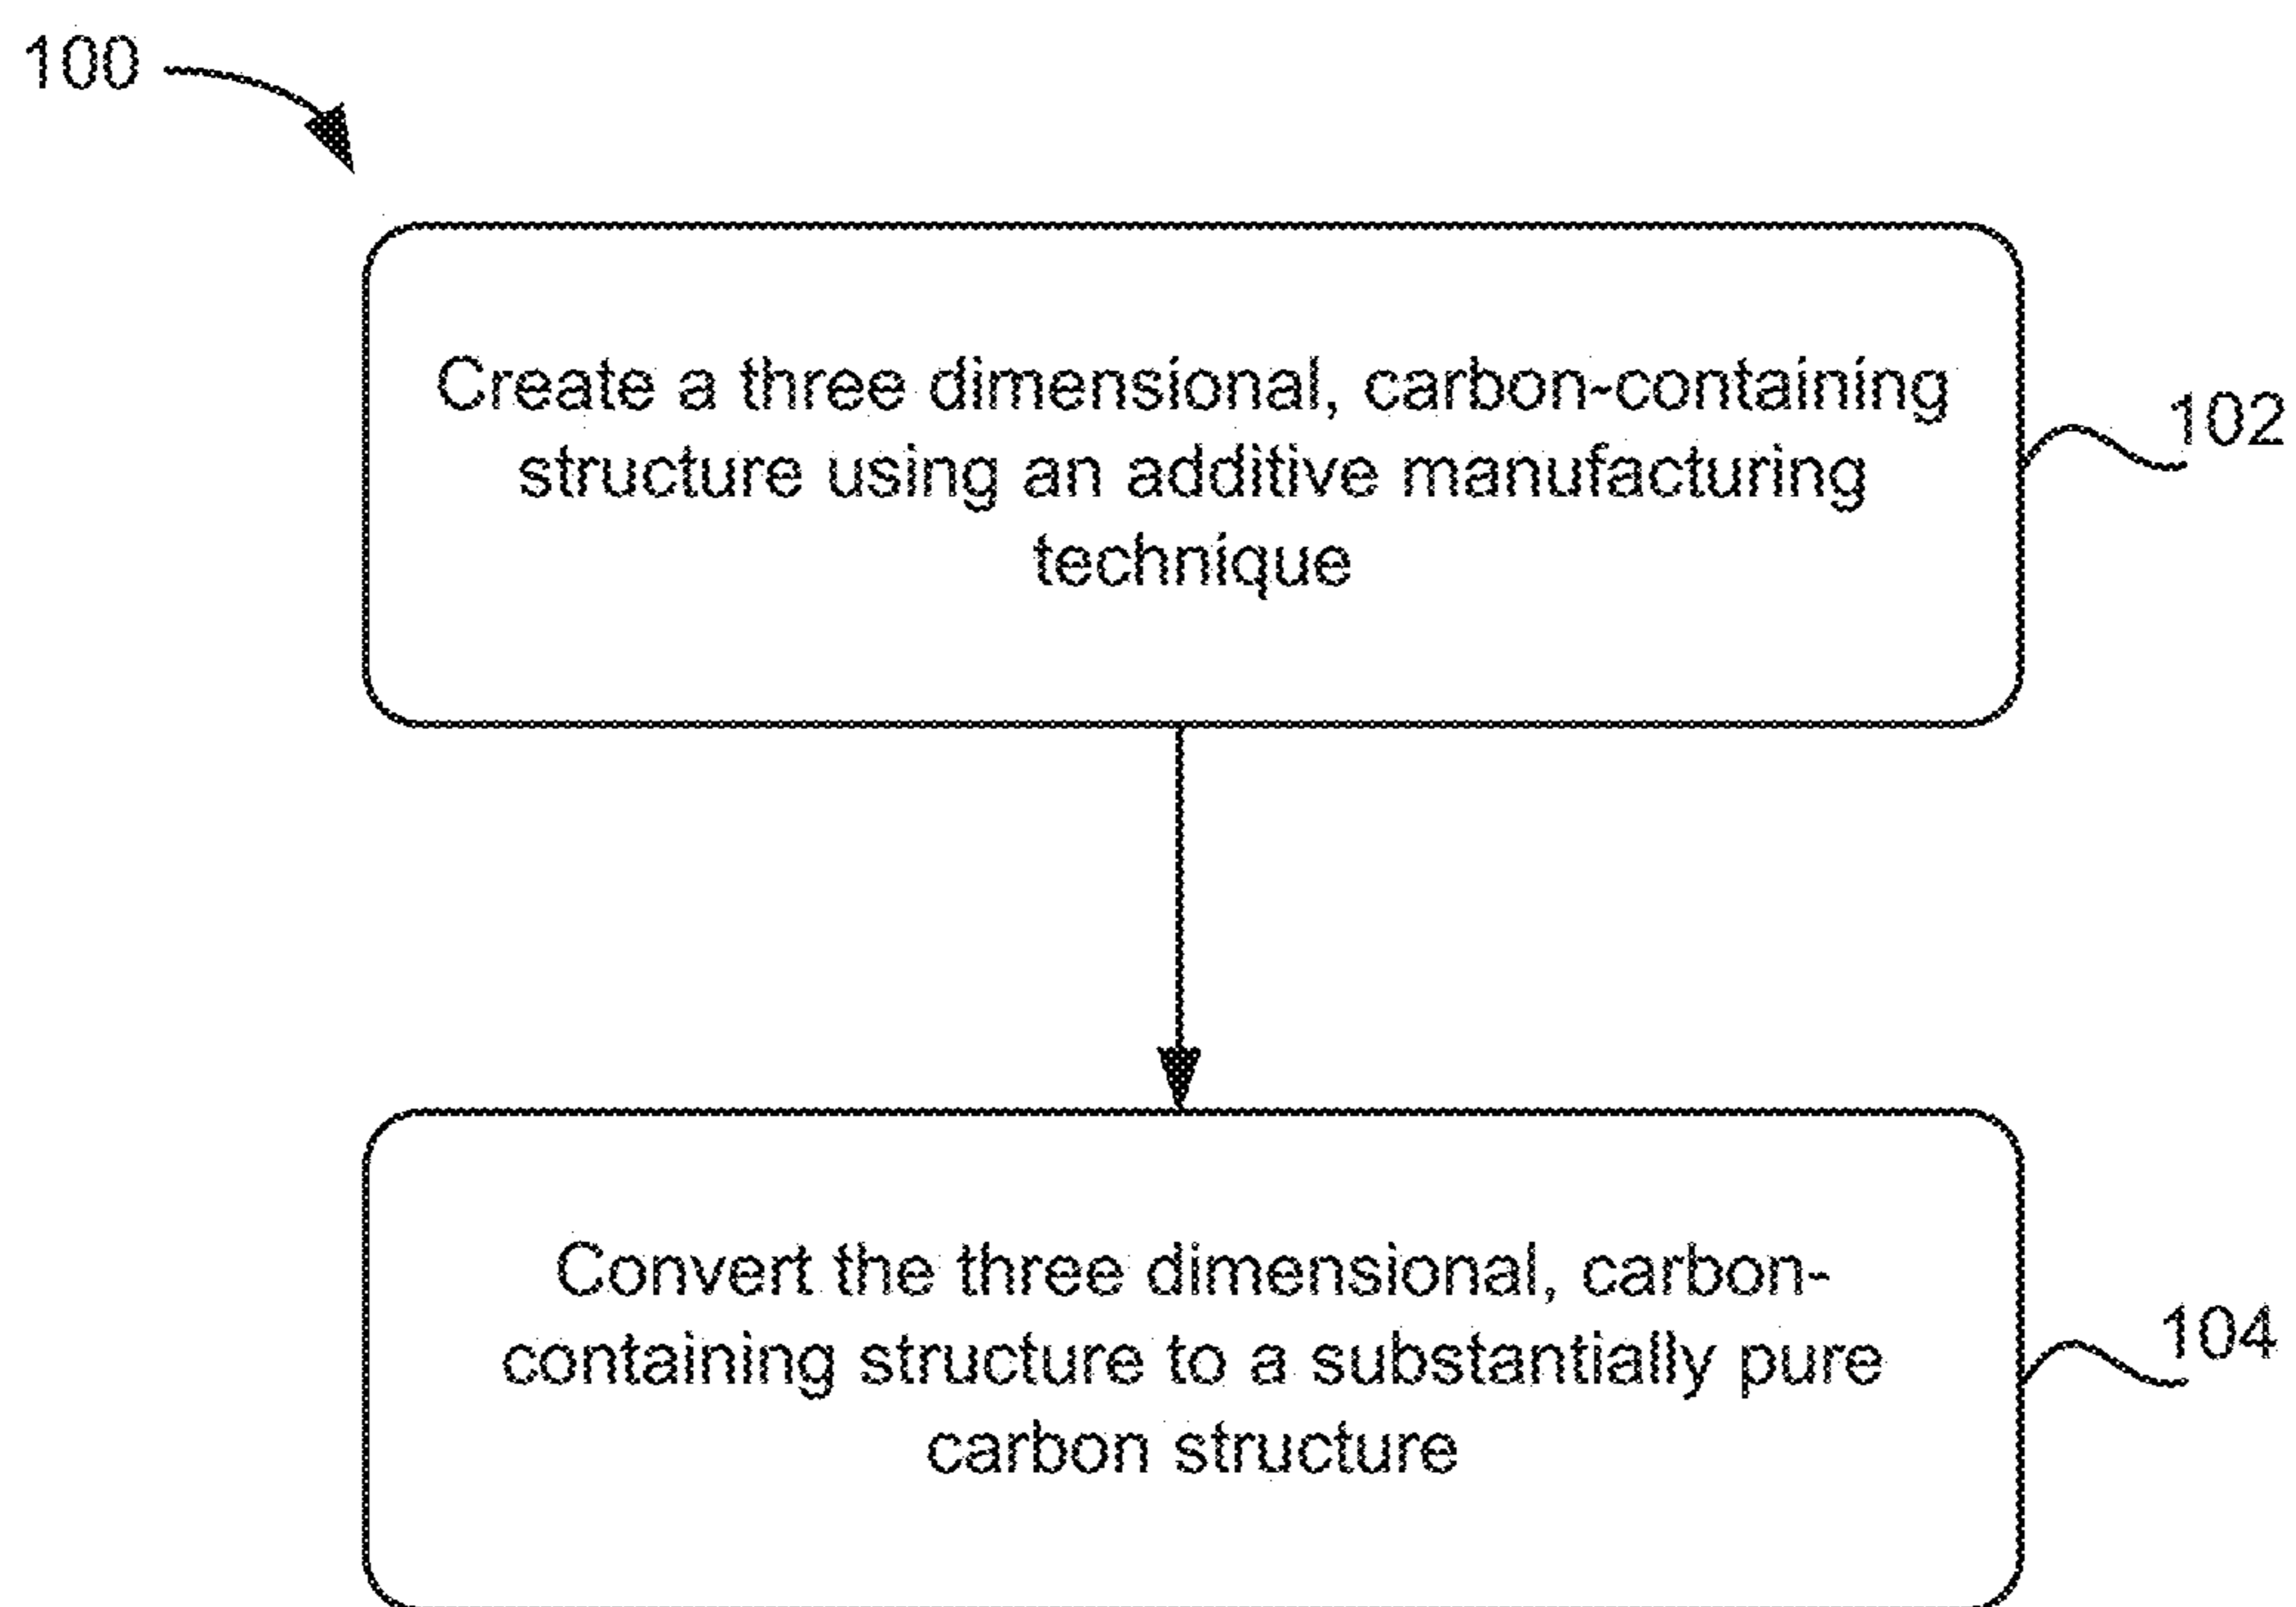 100
Create a three dimensional, carbon-containing
structure using an additive manufacturing
technique
102
Convert the three dimensional, carbon-
containing structure to a substantially pure
carbon structure
104